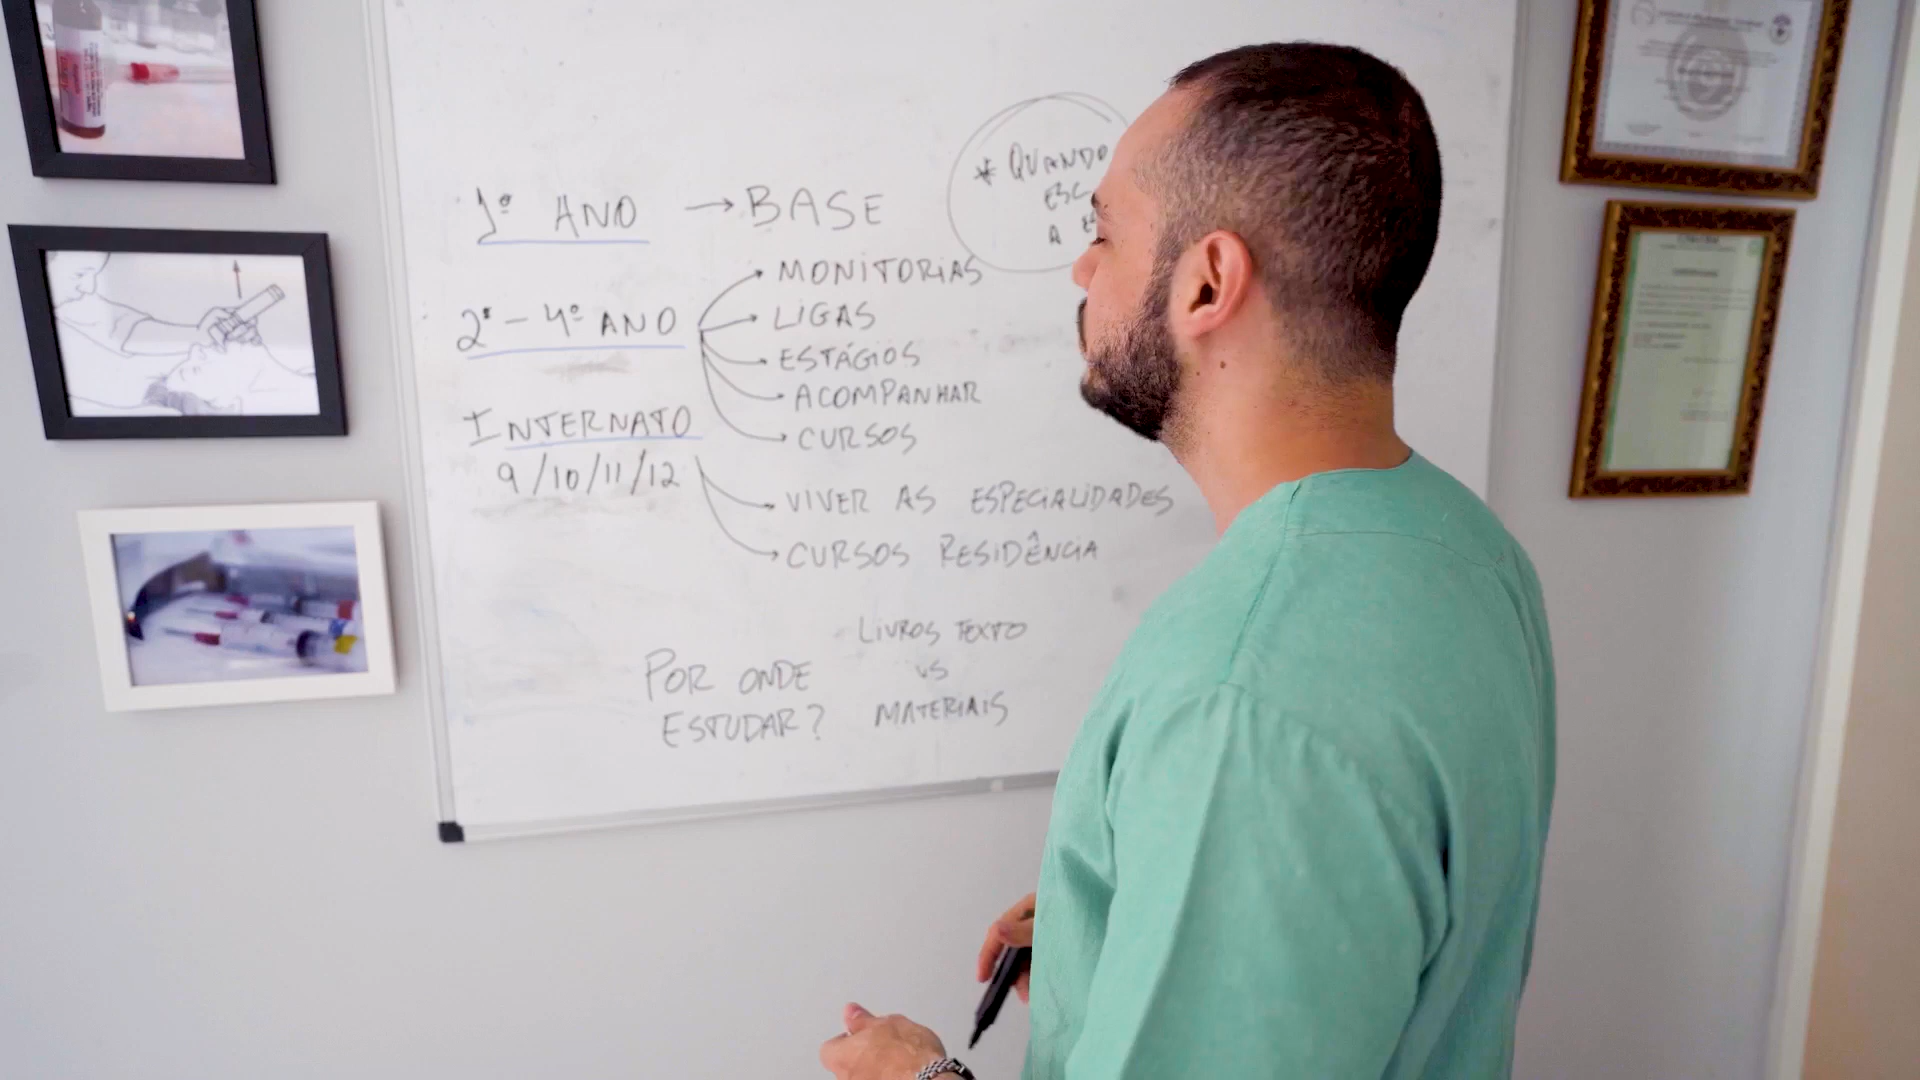 1º ANO → BASE
* QUANDO
2º - 4º ANO
MONITORIAS
LIGAS
ESTÁGIOS
ACOMPANHAR
CURSOS
INTERNATO
9/10/11/12
VIVER AS ESPECIALIDADES
CURSOS RESIDÊNCIA
POR ONDE
ESTUDAR?
LIVROS TEXTO
vs
MATERIAIS